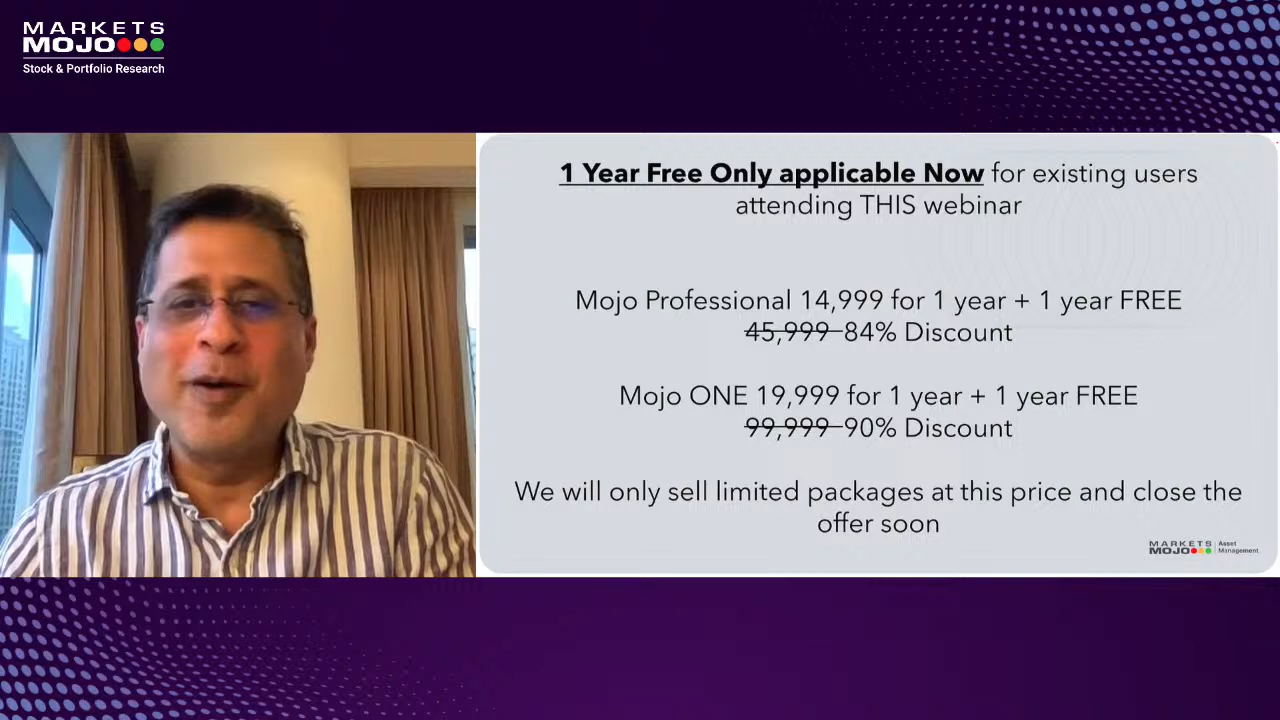 MARKETS
MOJO
Stock & Portfolio Research
1 Year Free Only applicable Now for existing users
attending THIS webinar
Mojo Professional 14,999 for 1 year + 1 year FREE
45,999 84% Discount
Mojo ONE 19,999 for 1 year + 1 year FREE
99,999 90% Discount
We will only sell limited packages at this price and close the
offer soon
MARKETS
MOJO
Asset
Management